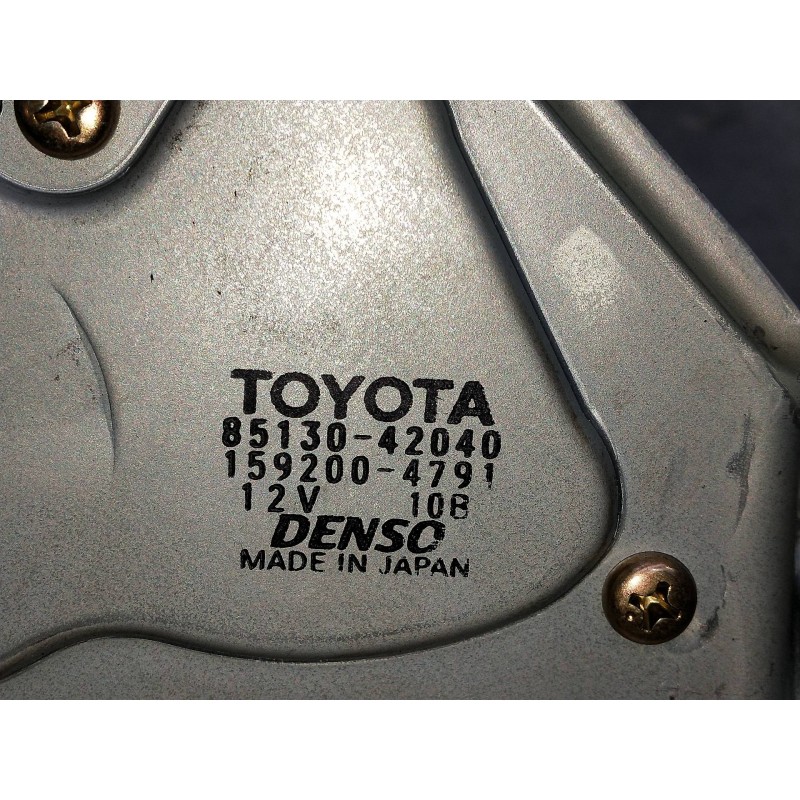 TOYOTA
85130-42040
159200-4791
12V 10B
DENSO
MADE IN JAPAN